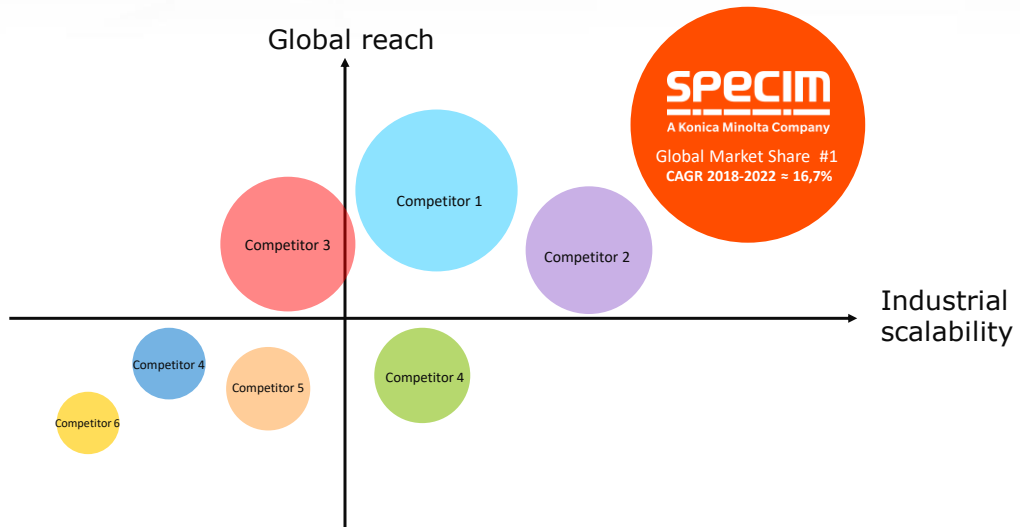 Global reach
SPECIM
A Konica Minolta Company
Global Market Share #1
CAGR 2018-2022 ≈ 16,7%
Competitor 1
Competitor 3
Competitor 2
Industrial
scalability
Competitor 4
Competitor 5
Competitor 4
Competitor 6